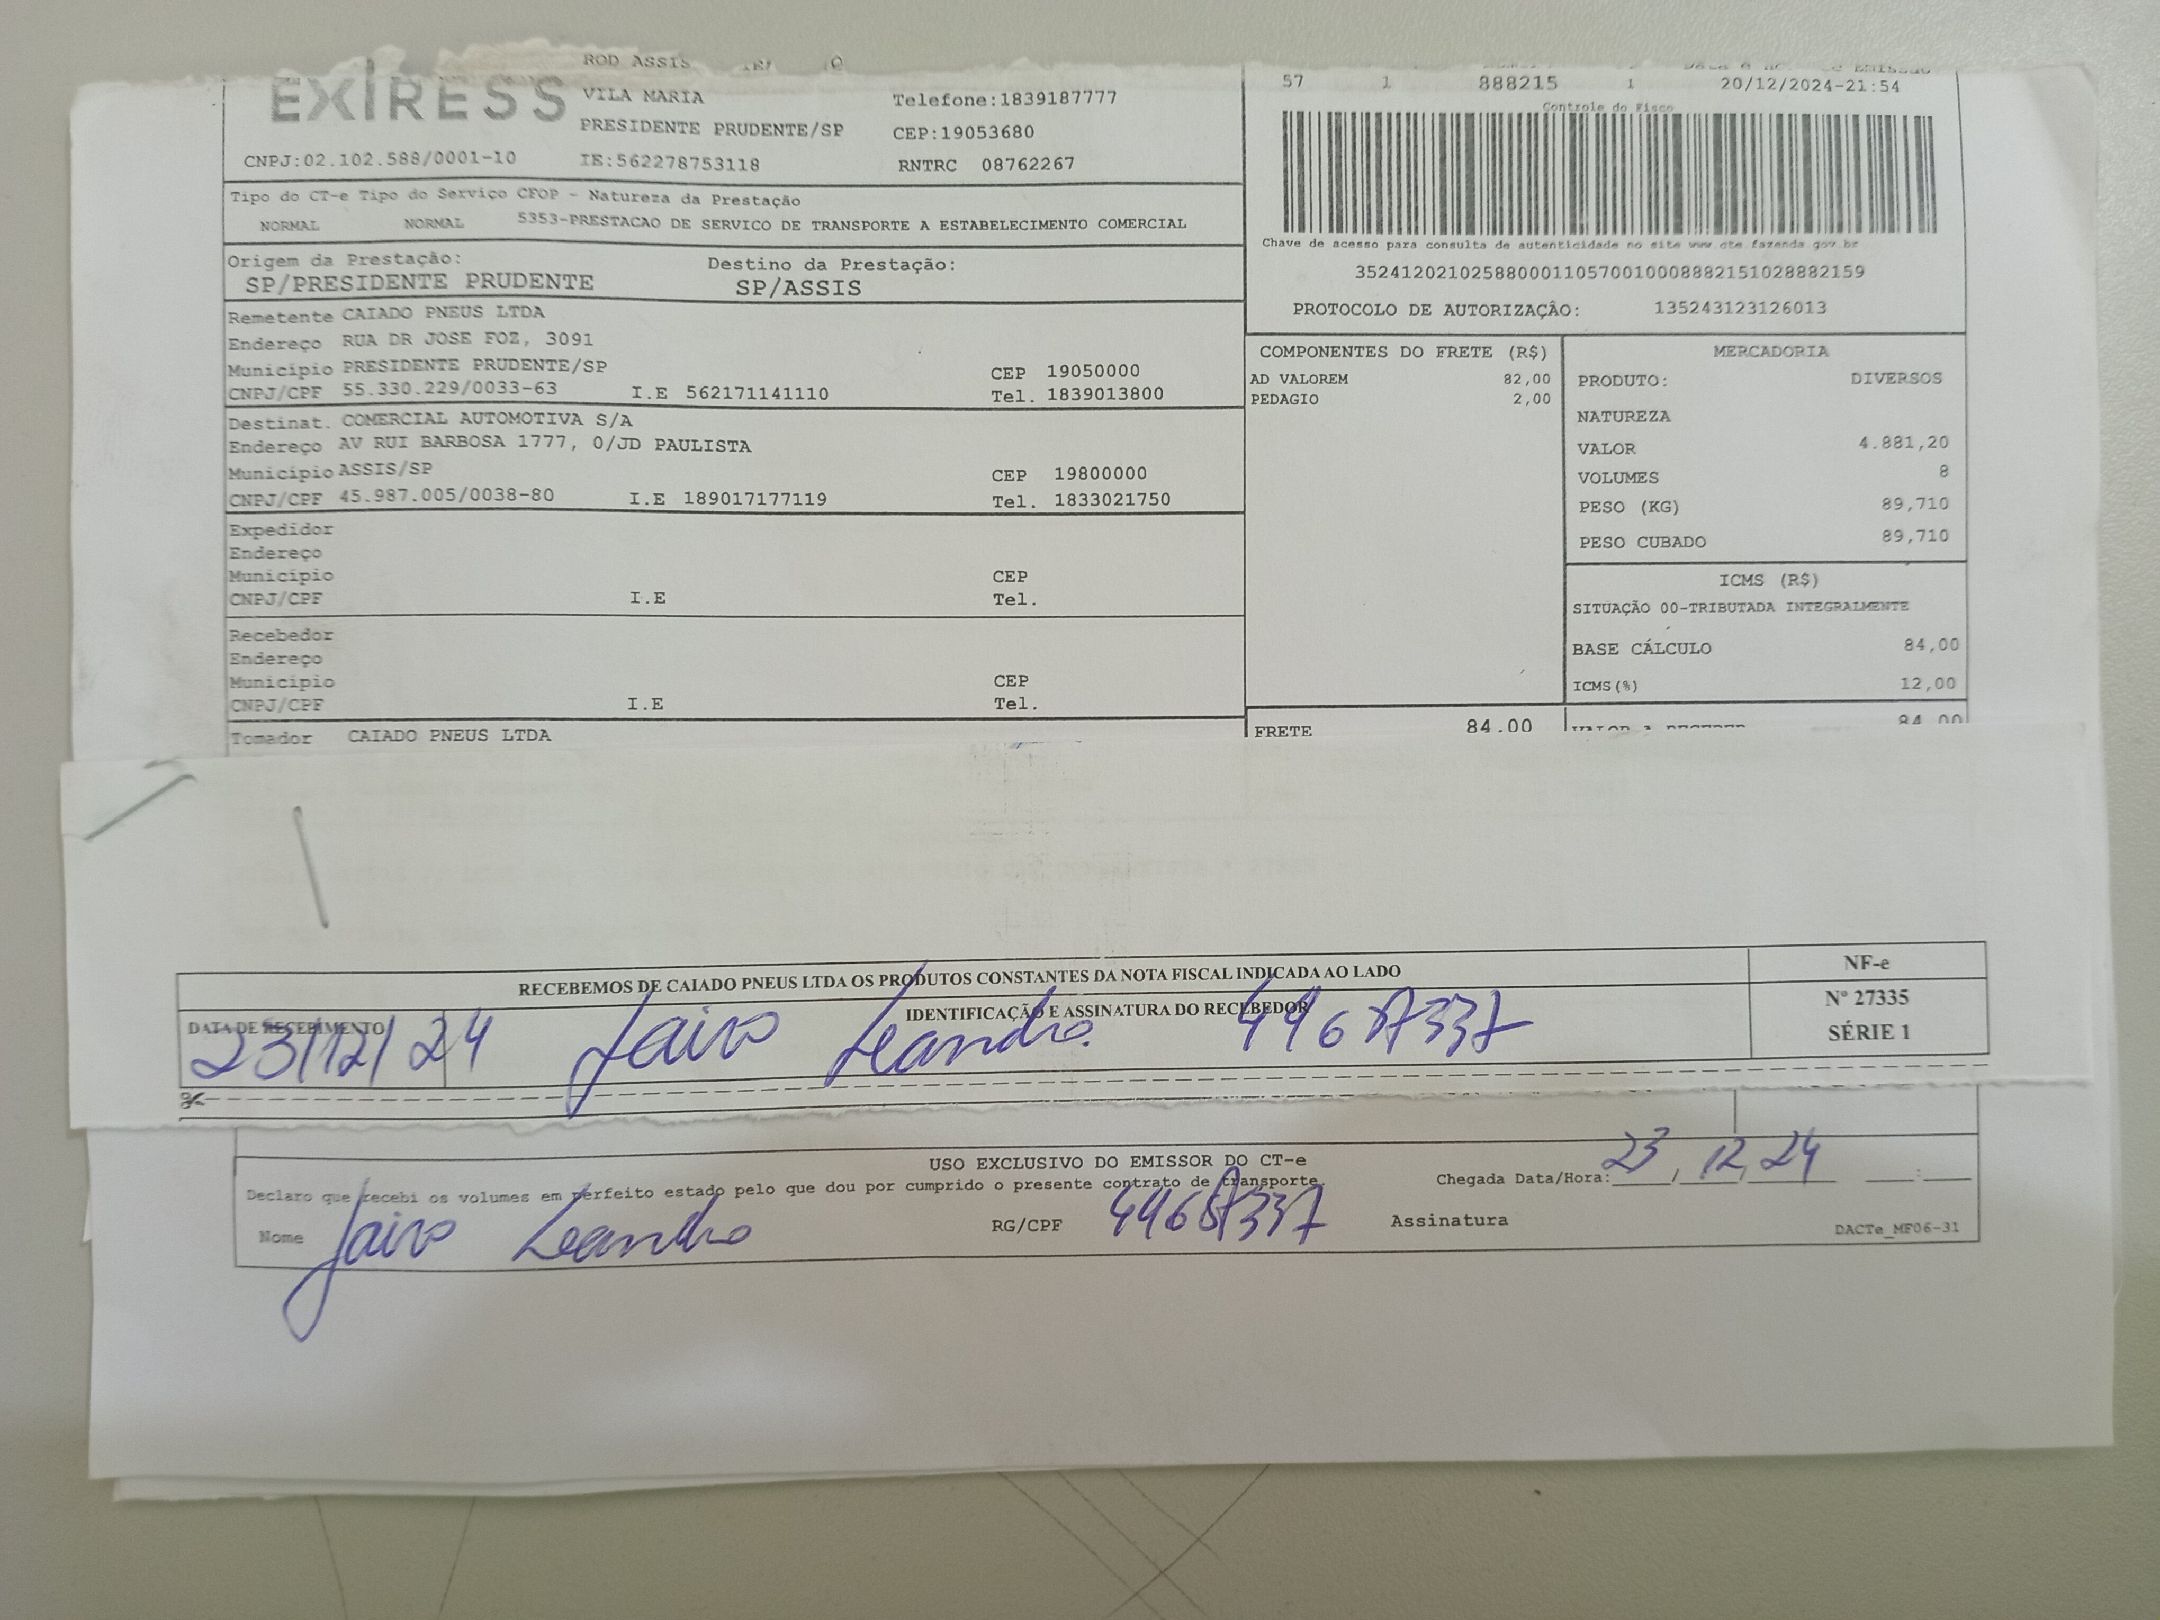 ROD ASSIS
EXIRESS
VILA MARIA
Telefone:1839187777
PRESIDENTE PRUDENTE/SP
CEP:19053680
CNPJ:02.102.588/0001-10 IE:562278753118
RNTRC 08762267
57 1 888215 1 20/12/2024-21:54
Controle do Fisco
Tipo do CT-e Tipo do Serviço CFOP - Natureza da Prestação
NORMAL NORMAL 5353-PRESTACAO DE SERVICO DE TRANSPORTE A ESTABELECIMENTO COMERCIAL
Chave de acesso para consulta de autenticidade no site www.cte.fazenda.gov.br
35241202102588000110570010008882151028882159
PROTOCOLO DE AUTORIZAÇÃO: 135243123126013
Origem da Prestação: Destino da Prestação:
SP/PRESIDENTE PRUDENTE SP/ASSIS
Remetente CAIADO PNEUS LTDA
Endereço RUA DR JOSE FOZ, 3091
Município PRESIDENTE PRUDENTE/SP CEP 19050000
CNPJ/CPF 55.330.229/0033-63 I.E 562171141110 Tel. 1839013800
Destinat. COMERCIAL AUTOMOTIVA S/A
Endereço AV RUI BARBOSA 1777, 0/JD PAULISTA
Município ASSIS/SP CEP 19800000
CNPJ/CPF 45.987.005/0038-80 I.E 189017177119 Tel. 1833021750
Expedidor
Endereço
Município CEP
CNPJ/CPF I.E Tel.
Recebedor
Endereço
Município CEP
CNPJ/CPF I.E Tel.
Tomador CAIADO PNEUS LTDA
COMPONENTES DO FRETE (R$)
AD VALOREM 82,00
PEDAGIO 2,00
FRETE 84.00
MERCADORIA
PRODUTO: DIVERSOS
NATUREZA
VALOR 4.881,20
VOLUMES 8
PESO (KG) 89,710
PESO CUBADO 89,710
ICMS (R$)
SITUAÇÃO 00-TRIBUTADA INTEGRALMENTE
BASE CÁLCULO 84,00
ICMS(%) 12,00
84 00
RECEBEMOS DE CAIADO PNEUS LTDA OS PRODUTOS CONSTANTES DA NOTA FISCAL INDICADA AO LADO
NF-e
Nº 27335
SÉRIE 1
DATA DE RECEBIMENTO IDENTIFICAÇÃO E ASSINATURA DO RECEBEDOR
23/12/24 Jairo Leandro. 44687337
USO EXCLUSIVO DO EMISSOR DO CT-e
Declaro que recebi os volumes em perfeito estado pelo que dou por cumprido o presente contrato de transporte.
Chegada Data/Hora: 23/12/24 :
Nome Jairo Leandro RG/CPF 44687337 Assinatura
DACTe_MF06-31